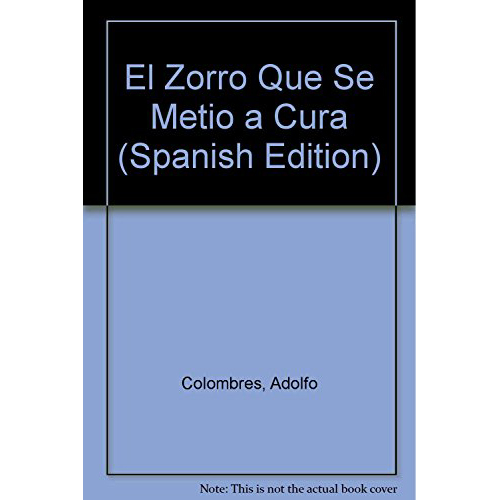 El Zorro Que Se
Metio a Cura
(Spanish Edition)
Colombres, Adolfo
Note: This is not the actual book cover